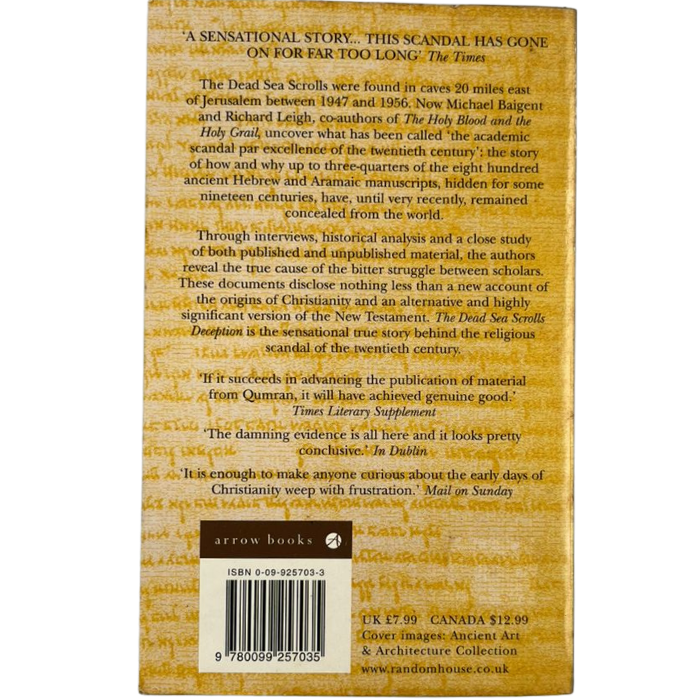 ‘A SENSATIONAL STORY... THIS SCANDAL HAS GONE
ON FOR FAR TOO LONG’ The Times
The Dead Sea Scrolls were found in caves 20 miles east
of Jerusalem between 1947 and 1956. Now Michael Baigent
and Richard Leigh, co-authors of The Holy Blood and the
Holy Grail, uncover what has been called ‘the academic
scandal par excellence of the twentieth century’: the story
of how and why up to three-quarters of the eight hundred
ancient Hebrew and Aramaic manuscripts, hidden for some
nineteen centuries, have, until very recently, remained
concealed from the world.
Through interviews, historical analysis and a close study
of both published and unpublished material, the authors
reveal the true cause of the bitter struggle between scholars.
These documents disclose nothing less than a new account of
the origins of Christianity and an alternative and highly
significant version of the New Testament. The Dead Sea Scrolls
Deception is the sensational true story behind the religious
scandal of the twentieth century.
‘If it succeeds in advancing the publication of material
from Qumran, it will have achieved genuine good.’
Times Literary Supplement
‘The damning evidence is all here and it looks pretty
conclusive.’ In Dublin
‘It is enough to make anyone curious about the early days of
Christianity weep with frustration.’ Mail on Sunday
arrow books
ISBN 0-09-925703-3
9 780099 257035
UK £7.99 CANADA $12.99
Cover images: Ancient Art
& Architecture Collection
www.randomhouse.co.uk